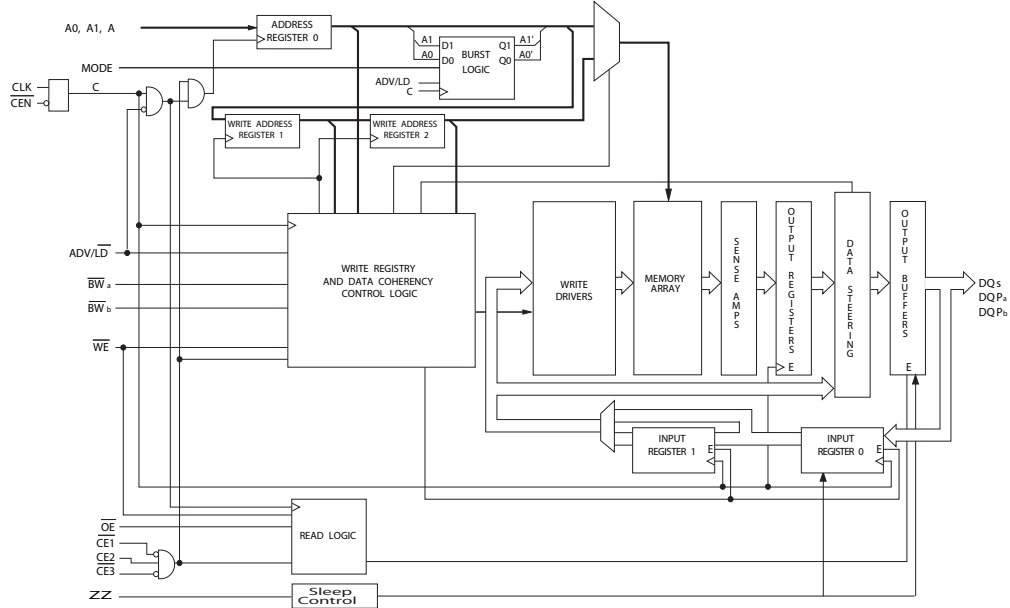 A0, A1, A
ADDRESS
REGISTER 0
A1
A0
D1
D0
BURST
LOGIC
Q1
Q0
A1'
A0'
MODE
ADV/LD
C
CLK
CEN
C
WRITE ADDRESS
REGISTER 1
WRITE ADDRESS
REGISTER 2
ADV/LD
BW a
BW b
WE
WRITE REGISTRY
AND DATA COHERENCY
CONTROL LOGIC
WRITE
DRIVERS
MEMORY
ARRAY
SENSE AMPS
OUTPUT REGISTERS
E
DATA STEERING
OUTPUT BUFFERS
E
DQs
DQPa
DQPb
INPUT
REGISTER 1
E
INPUT
REGISTER 0
E
OE
CE1
CE2
CE3
READ LOGIC
ZZ
Sleep
Control